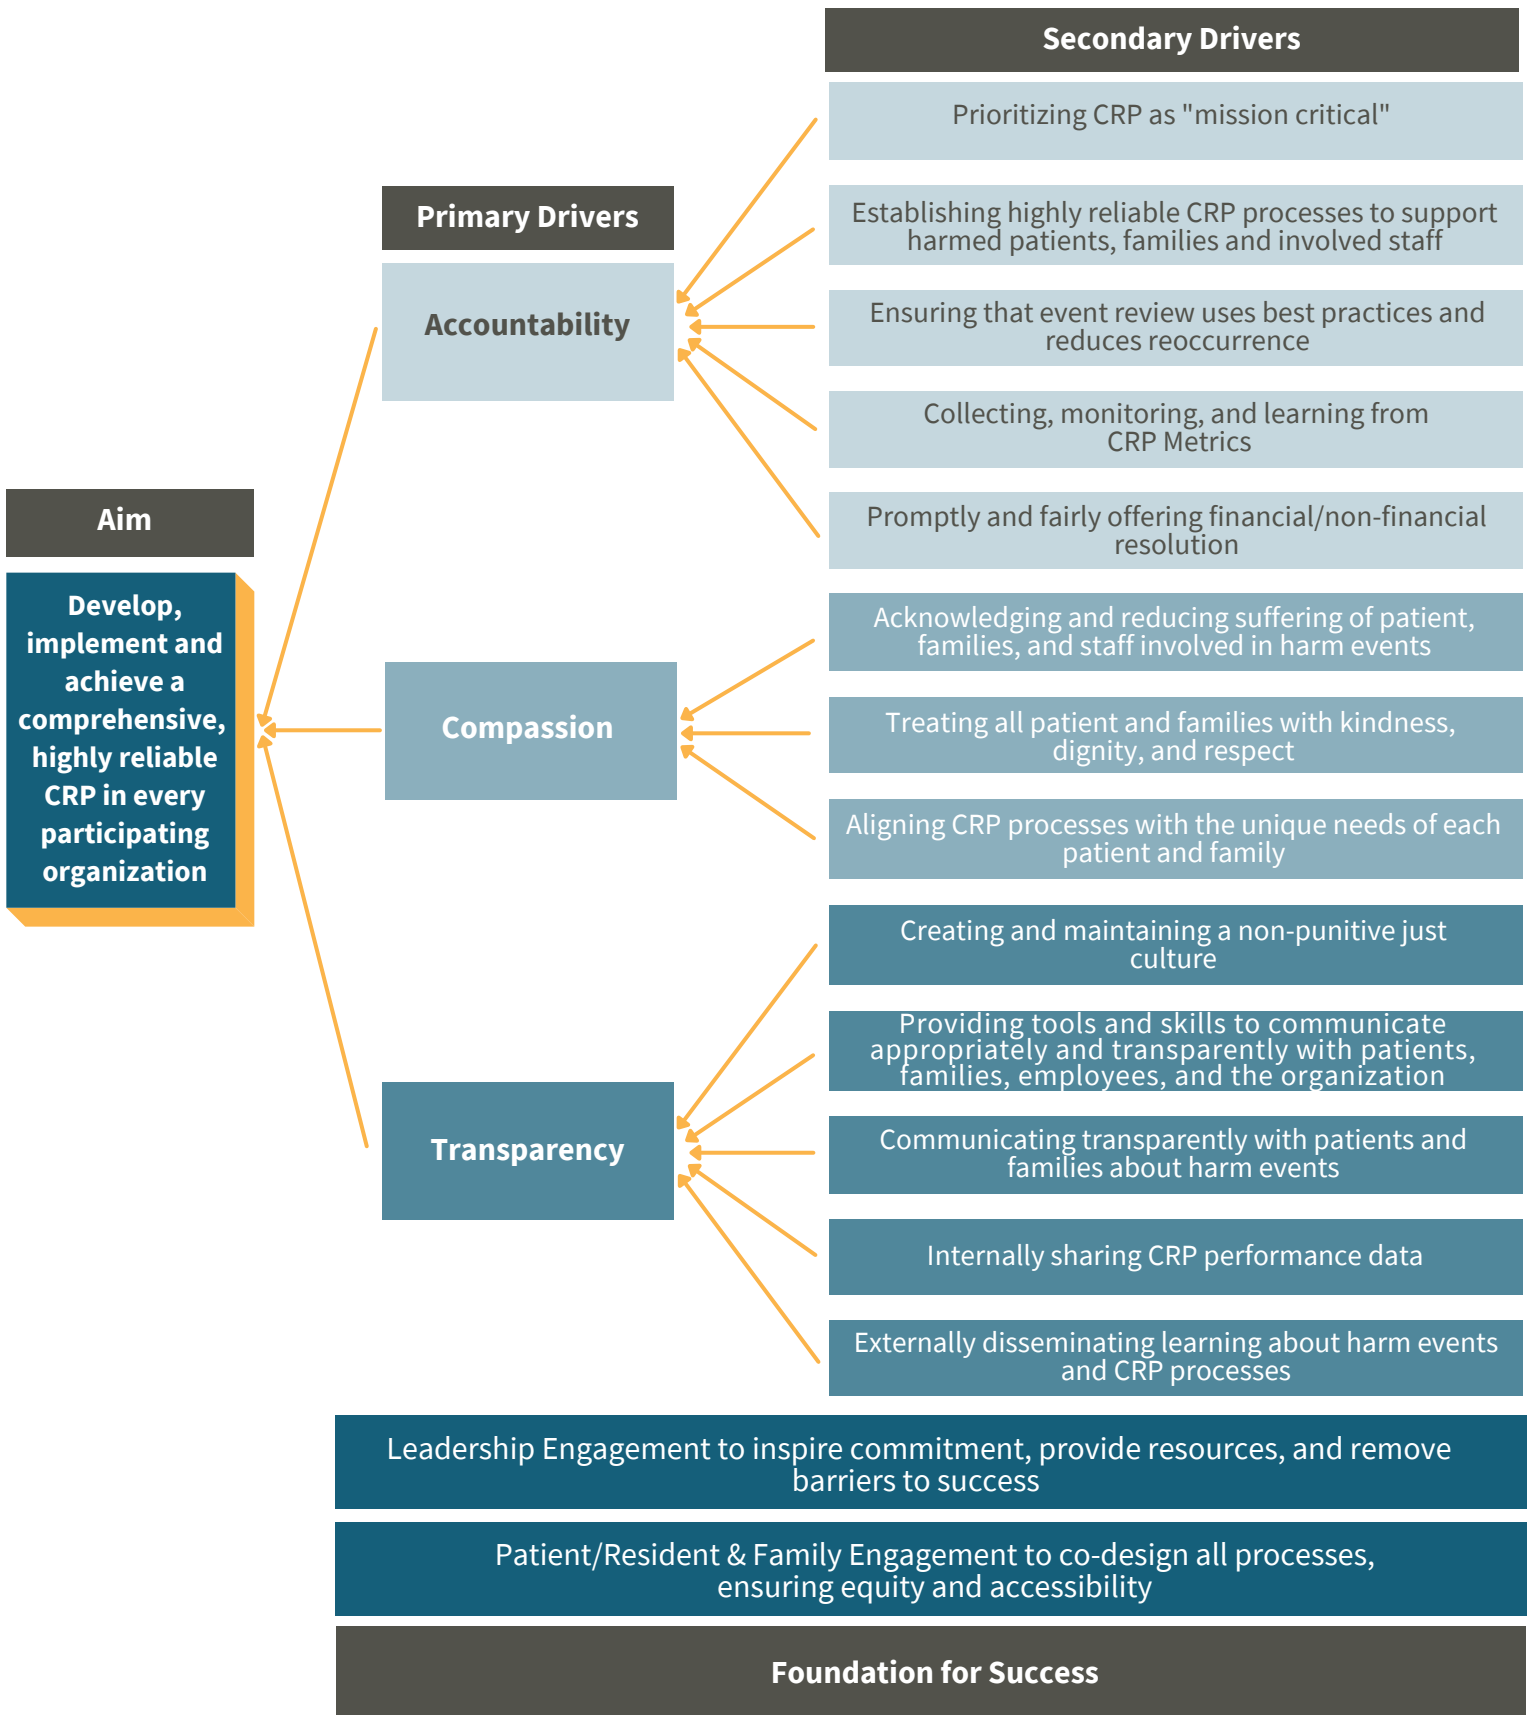 Secondary Drivers
Prioritizing CRP as "mission critical"
Primary Drivers
Establishing highly reliable CRP processes to support
harmed patients, families and involved staff
Accountability
Ensuring that event review uses best practices and
reduces reoccurrence
Collecting, monitoring, and learning from
CRP Metrics
Promptly and fairly offering financial/non-financial
resolution
Aim
Develop,
implement and
achieve a
comprehensive,
highly reliable
CRP in every
participating
organization
Compassion
Acknowledging and reducing suffering of patient,
families, and staff involved in harm events
Treating all patient and families with kindness,
dignity, and respect
Aligning CRP processes with the unique needs of each
patient and family
Transparency
Creating and maintaining a non-punitive just
culture
Providing tools and skills to communicate
appropriately and transparently with patients,
families, employees, and the organization
Communicating transparently with patients and
families about harm events
Internally sharing CRP performance data
Externally disseminating learning about harm events
and CRP processes
Leadership Engagement to inspire commitment, provide resources, and remove
barriers to success
Patient/Resident & Family Engagement to co-design all processes,
ensuring equity and accessibility
Foundation for Success